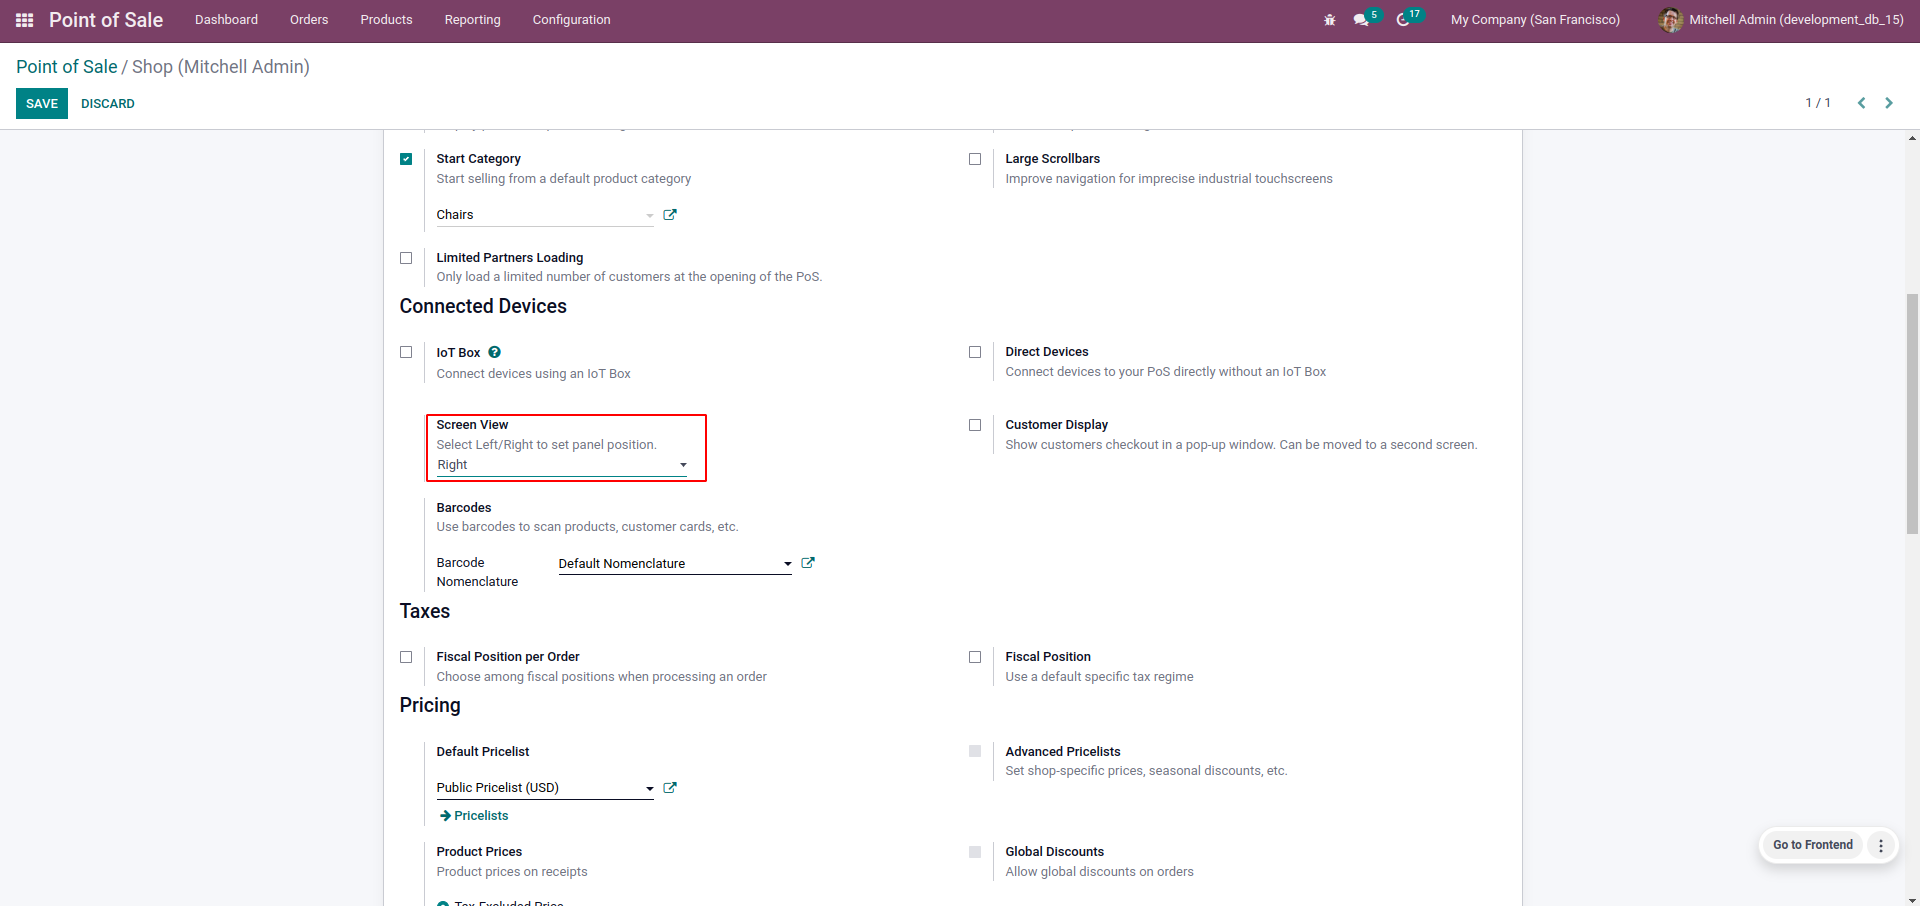 Point of Sale Dashboard Orders Products Reporting Configuration 5 17 My Company (San Francisco) Mitchell Admin (development_db_15)
Point of Sale / Shop (Mitchell Admin)
SAVE DISCARD 1 / 1
Start Category
Start selling from a default product category
Chairs
Large Scrollbars
Improve navigation for imprecise industrial touchscreens
Limited Partners Loading
Only load a limited number of customers at the opening of the PoS.
Connected Devices
IoT Box ?
Connect devices using an IoT Box
Direct Devices
Connect devices to your PoS directly without an IoT Box
Screen View
Select Left/Right to set panel position.
Right
Customer Display
Show customers checkout in a pop-up window. Can be moved to a second screen.
Barcodes
Use barcodes to scan products, customer cards, etc.
Barcode
Nomenclature
Default Nomenclature
Taxes
Fiscal Position per Order
Choose among fiscal positions when processing an order
Fiscal Position
Use a default specific tax regime
Pricing
Default Pricelist
Public Pricelist (USD)
Pricelists
Advanced Pricelists
Set shop-specific prices, seasonal discounts, etc.
Product Prices
Product prices on receipts
Tax-Excluded Price
Global Discounts
Allow global discounts on orders
Go to Frontend